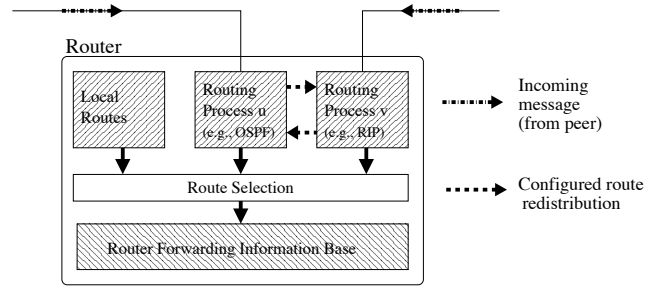 Router
Local
Routes
Routing
Process u
(e.g., OSPF)
Routing
Process v
(e.g., RIP)
Route Selection
Router Forwarding Information Base
Incoming
message
(from peer)
Configured route
redistribution